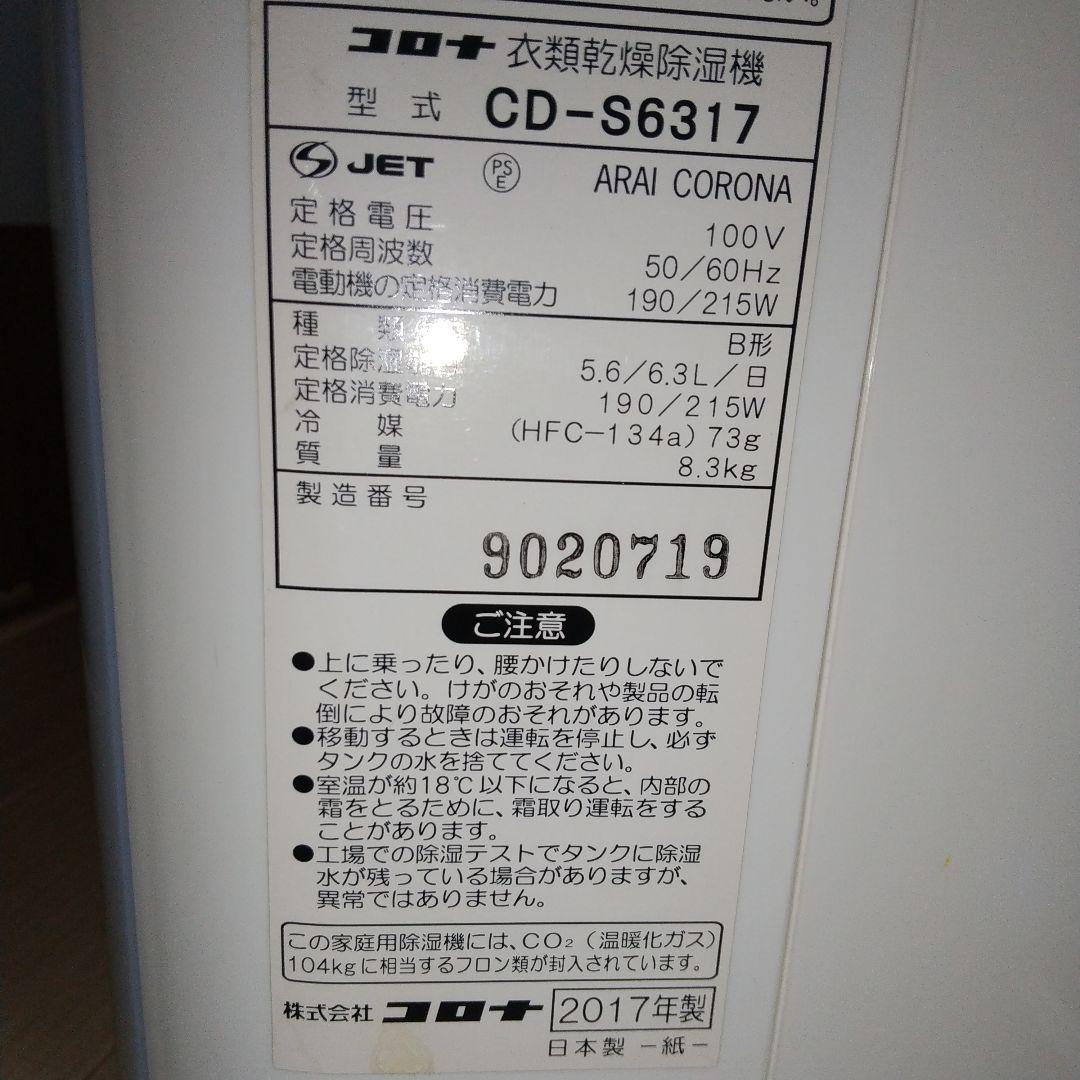 コロナ 衣類乾燥除湿機
型 式 CD-S6317
JET PSE ARAI CORONA
定格電圧 100V
定格周波数 50/60Hz
電動機の定格消費電力 190/215W
種 類 B形
定格除湿 5.6/6.3L/日
定格消費電力 190/215W
冷 媒 (HFC-134a) 73g
質 量 8.3kg
製造番号
9020719
ご注意
●上に乗ったり、腰かけたりしないで
ください。けがのおそれや製品の転
倒により故障のおそれがあります。
●移動するときは運転を停止し、必ず
タンクの水を捨ててください。
●室温が約18℃以下になると、内部の
霜をとるために、霜取り運転をする
ことがあります。
●工場での除湿テストでタンクに除湿
水が残っている場合がありますが、
異常ではありません。
この家庭用除湿機には、CO₂（温暖化ガス）
104kgに相当するフロン類が封入されています。
株式会社 コロナ 2017年製
日本製 －紙－